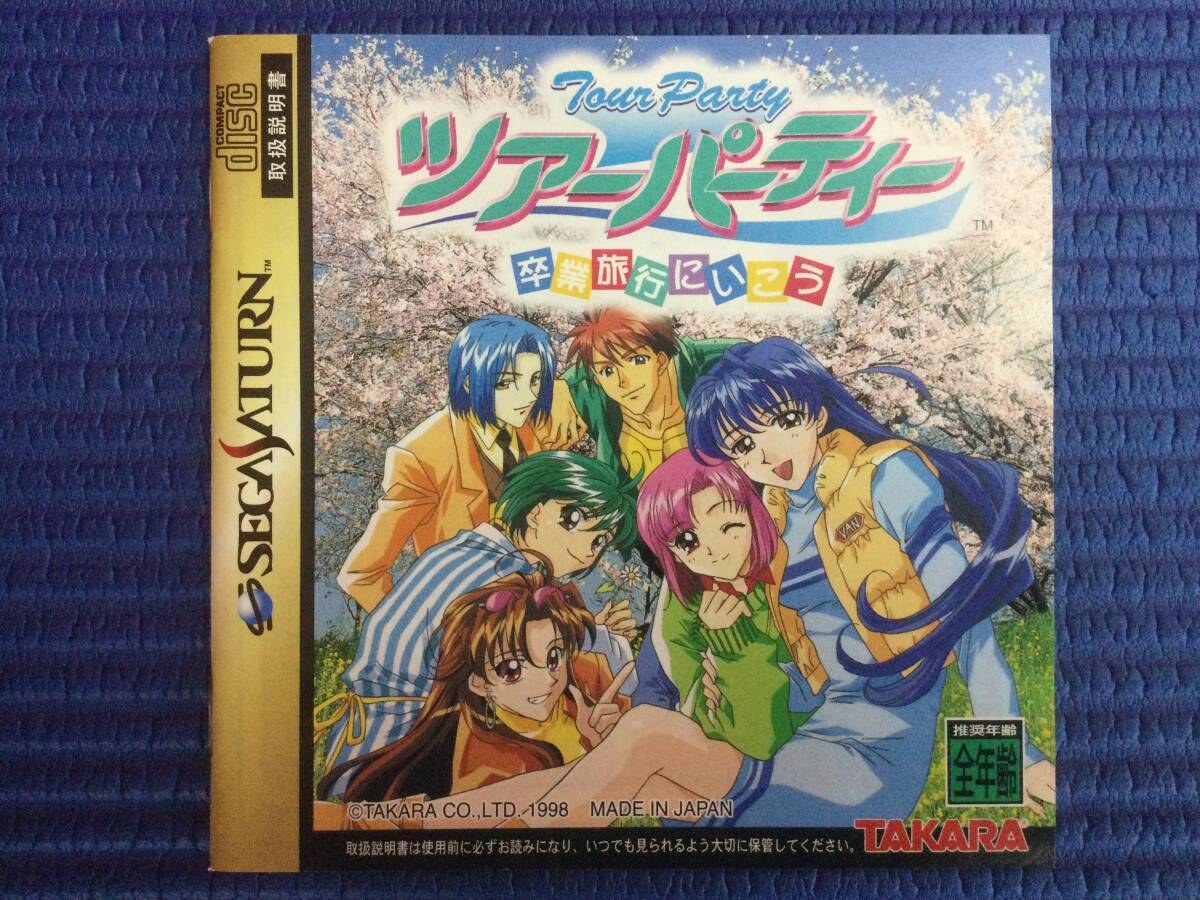 COMPACT
disc
取扱説明書
SEGA SATURN™
Tour Party
ツアーパーティー™
卒業旅行にいこう
VAN
推奨年齢
全年齢
©TAKARA CO.,LTD. 1998 MADE IN JAPAN
TAKARA®
取扱説明書は使用前に必ずお読みになり、いつでも見られるよう大切に保管してください。